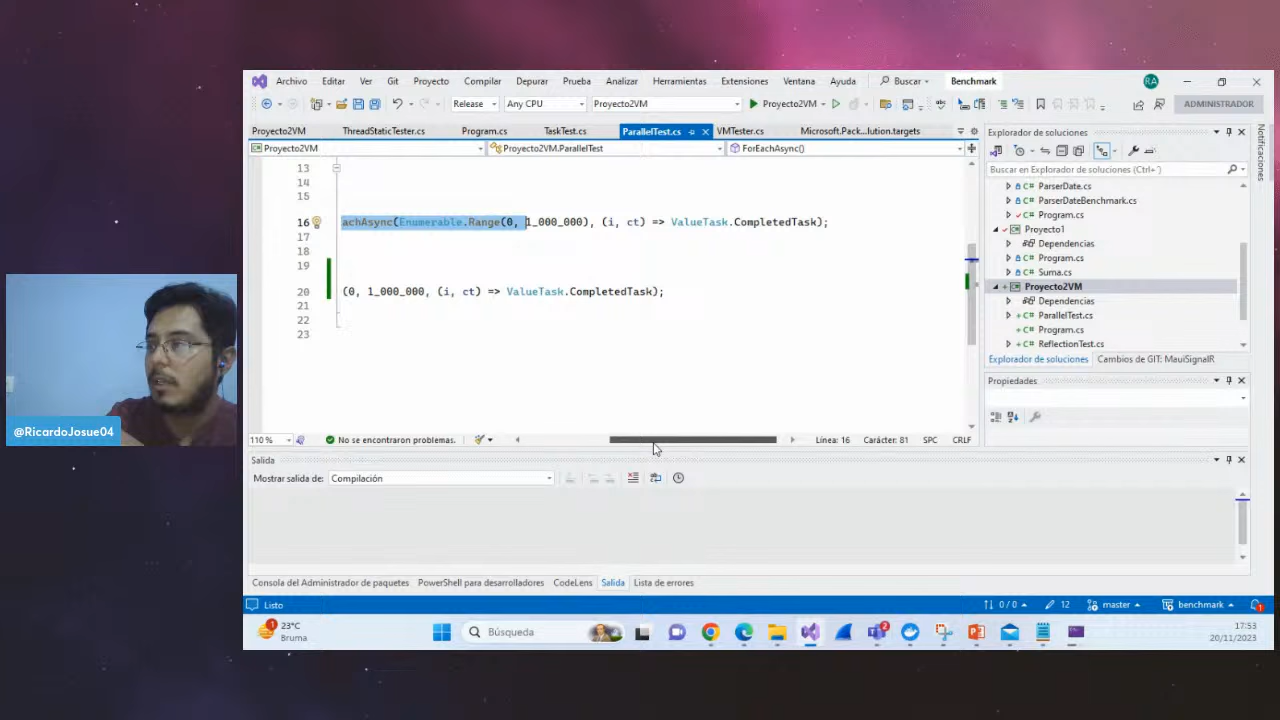 Archivo Editar Ver Git Proyecto Compilar Depurar Prueba Analizar Herramientas Extensiones Ventana Ayuda Buscar Benchmark RA
Release Any CPU Proyecto2VM Proyecto2VM ADMINISTRADOR
Proyecto2VM ThreadStaticTester.cs Program.cs TaskTest.cs ParallelTest.cs VMTester.cs Microsoft.Pack...lution.targets
Proyecto2VM Proyecto2VM.ParallelTest ForEachAsync()
13
14
15
16 achAsync(Enumerable.Range(0, 1_000_000), (i, ct) => ValueTask.CompletedTask);
17
18
19
20 (0, 1_000_000, (i, ct) => ValueTask.CompletedTask);
21
22
23
110 % No se encontraron problemas. Línea: 16 Carácter: 81 SPC CRLF
Explorador de soluciones
Buscar en Explorador de soluciones (Ctrl+´)
C# ParserDate.cs
C# ParserDateBenchmark.cs
C# Program.cs
Proyecto1
Dependencias
C# Program.cs
C# Suma.cs
Proyecto2VM
Dependencias
C# ParallelTest.cs
C# Program.cs
C# ReflectionTest.cs
Explorador de soluciones Cambios de GIT: MauiSignalR
Propiedades
Notificaciones
Salida
Mostrar salida de: Compilación
Consola del Administrador de paquetes PowerShell para desarrolladores CodeLens Salida Lista de errores
Listo 0 / 0 12 master benchmark 1
1 23°C
Bruma
Búsqueda
2
17:53
20/11/2023
@RicardoJosue04